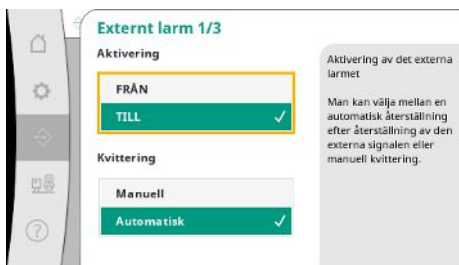 Externt larm 1/3
Aktivering
FRÅN
TILL
Kvittering
Manuell
Automatisk
Aktivering av det externa
larmet
Man kan välja mellan en
automatisk återställning
efter återställning av den
externa signalen eller
manuell kvittering.